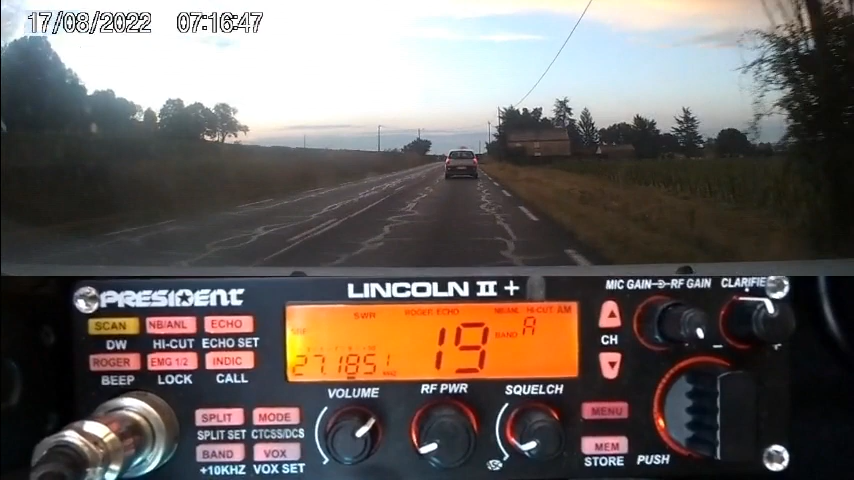 17/08/2022 07:16:47
PRESIDENT LINCOLN II + MIC GAIN RF GAIN CLARIFIE
SCAN NB/ANL ECHO
DW HI-CUT ECHO SET
ROGER EMG 1/2 INDIC
BEEP LOCK CALL
SPLIT MODE
SPLIT SET CTCSS/DCS
BAND VOX
+10KHZ VOX SET
SWR ROGER ECHO NB/ANL HI-CUT AM
19 BAND A
27.1851
VOLUME RF PWR SQUELCH
CH
MENU
MEM
STORE PUSH